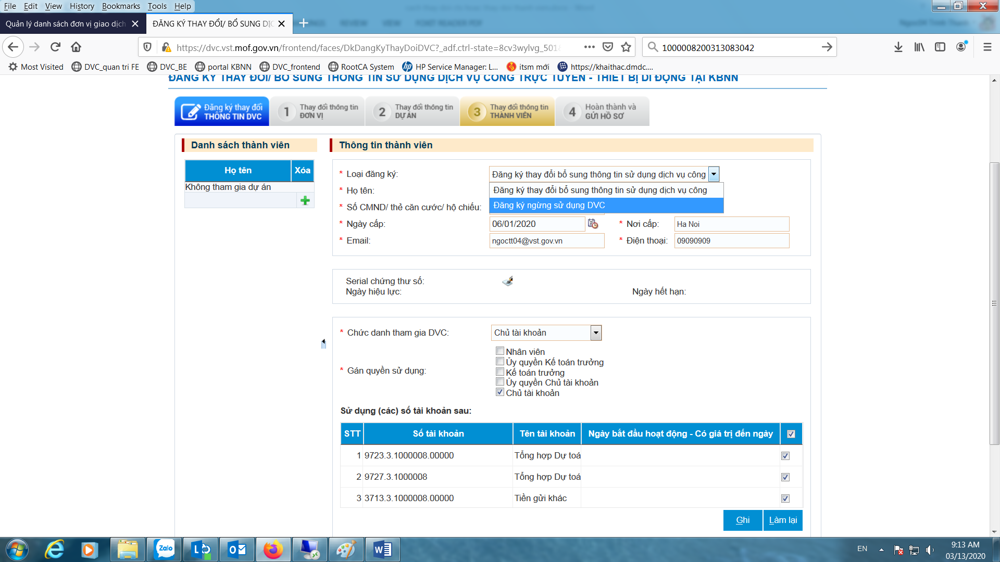 File Edit View History Bookmarks Tools Help
Quản lý danh sách đơn vị giao dịch
ĐĂNG KÝ THAY ĐỔI/ BỔ SUNG DỊC
https://dvc.vst.mof.gov.vn/frontend/faces/DkDangKyThayDoiDVC?_adf.ctrl-state=8cv3wylvg_501&
1000008200313083042
Most Visited DVC_quan tri FE DVC_BE portal KBNN DVC_frontend RootCA System HP Service Manager: L... itsm mới https://khaithac.dmdc....
ĐĂNG KÝ THAY ĐỔI/ BỔ SUNG THÔNG TIN SỬ DỤNG DỊCH VỤ CÔNG TRỰC TUYẾN - THIẾT BỊ DI ĐỘNG TẠI KBNN
Đăng ký thay đổi
THÔNG TIN DVC
1 Thay đổi thông tin
ĐƠN VỊ
2 Thay đổi thông tin
DỰ ÁN
3 Thay đổi thông tin
THÀNH VIÊN
4 Hoàn thành và
GỬI HỒ SƠ
Danh sách thành viên
Họ tên Xóa
Không tham gia dự án
Thông tin thành viên
* Loại đăng ký: Đăng ký thay đổi bổ sung thông tin sử dụng dịch vụ công
Đăng ký thay đổi bổ sung thông tin sử dụng dịch vụ công
Đăng ký ngừng sử dụng DVC
* Họ tên:
* Số CMND/ thẻ căn cước/ hộ chiếu:
* Ngày cấp: 06/01/2020 * Nơi cấp: Ha Noi
* Email: ngoctt04@vst.gov.vn * Điện thoại: 09090909
Serial chứng thư số:
Ngày hiệu lực: Ngày hết hạn:
* Chức danh tham gia DVC: Chủ tài khoản
* Gán quyền sử dụng:
Nhân viên
Ủy quyền Kế toán trưởng
Kế toán trưởng
Ủy quyền Chủ tài khoản
Chủ tài khoản
Sử dụng (các) số tài khoản sau:
STT Số tài khoản Tên tài khoản Ngày bắt đầu hoạt động - Có giá trị đến ngày
1 9723.3.1000008.00000 Tổng hợp Dự toá
2 9727.3.1000008 Tổng hợp Dự toá
3 3713.3.1000008.00000 Tiền gửi khác
Ghi Làm lại
Zalo
EN
9:13 AM
03/13/2020